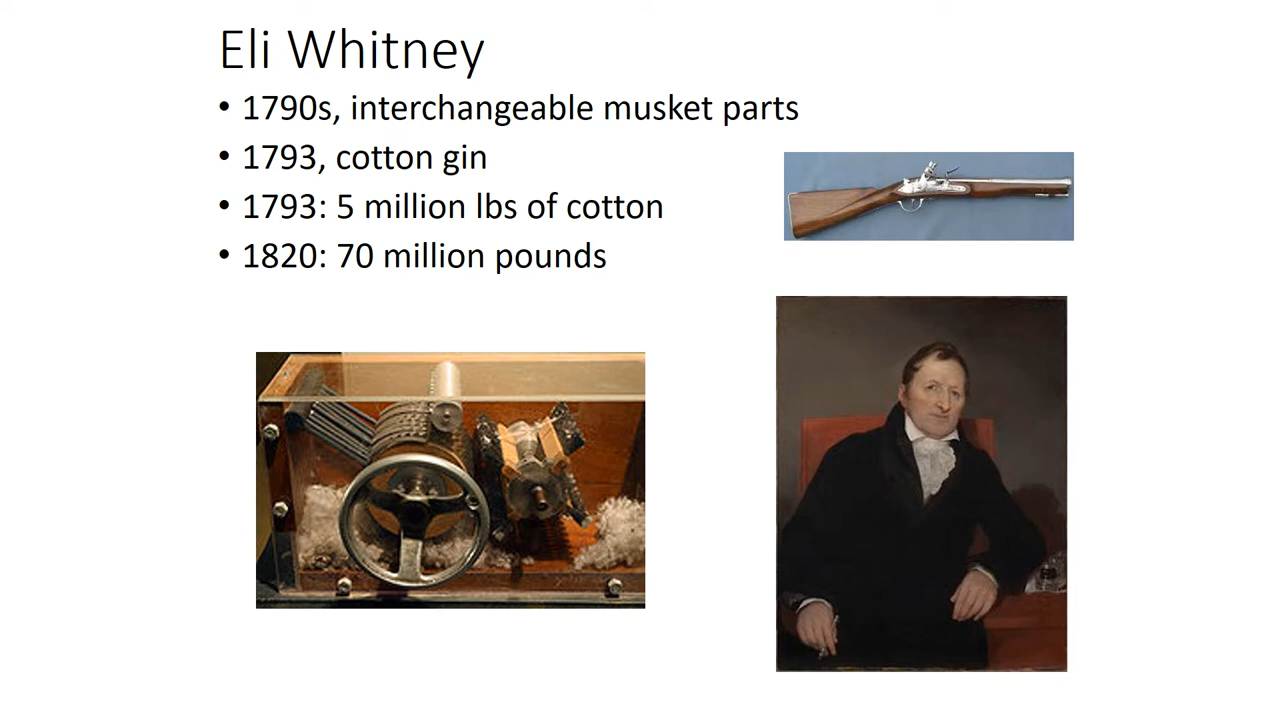 Eli Whitney
• 1790s, interchangeable musket parts
• 1793, cotton gin
• 1793: 5 million lbs of cotton
• 1820: 70 million pounds